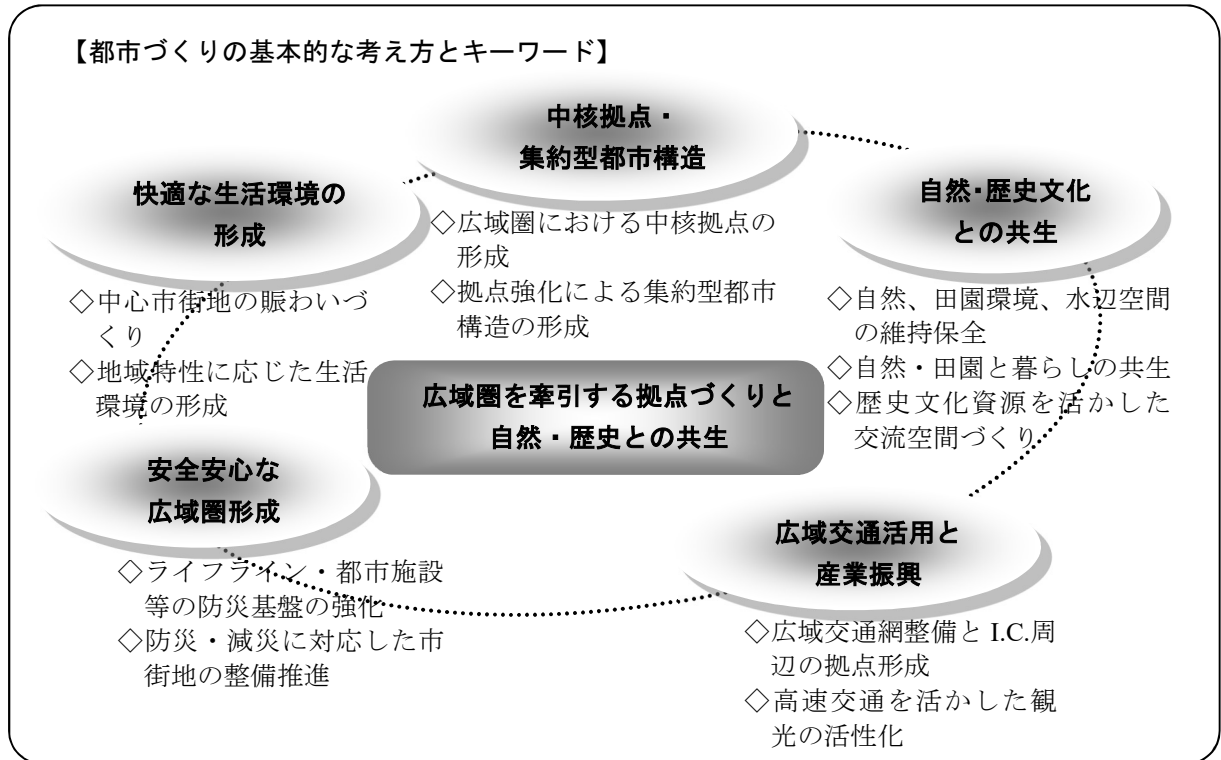 【都市づくりの基本的な考え方とキーワード】
中核拠点・
集約型都市構造
◇広域圏における中核拠点の
形成
◇拠点強化による集約型都市
構造の形成
快適な生活環境の
形成
◇中心市街地の賑わいづ
くり
◇地域特性に応じた生活
環境の形成
自然・歴史文化
との共生
◇自然、田園環境、水辺空間
の維持保全
◇自然・田園と暮らしの共生
◇歴史文化資源を活かした
交流空間づくり
広域圏を牽引する拠点づくりと
自然・歴史との共生
安全安心な
広域圏形成
◇ライフライン・都市施設
等の防災基盤の強化
◇防災・減災に対応した市
街地の整備推進
広域交通活用と
産業振興
◇広域交通網整備と I.C.周
辺の拠点形成
◇高速交通を活かした観
光の活性化